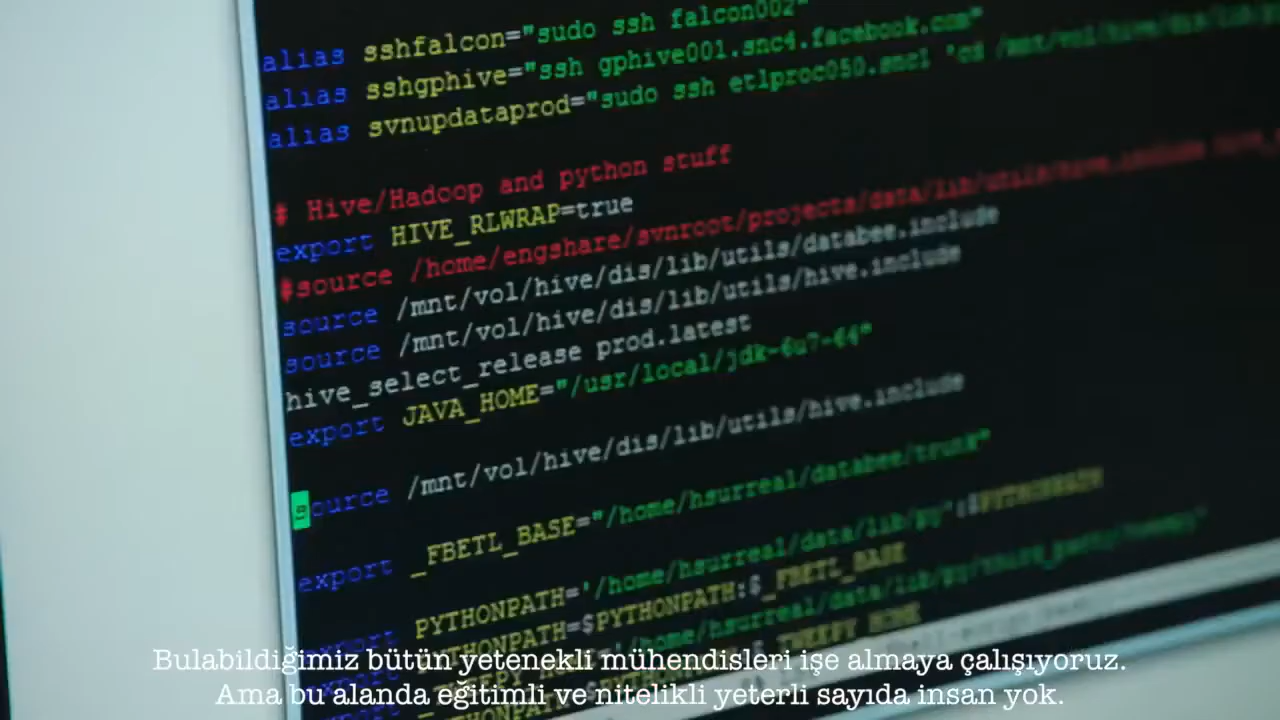 alias sshfalcon="sudo ssh falcon002"
alias sshgphive="ssh gphive001.snc4.facebook.com"
alias svnupdataprod="sudo ssh etlproc050.snc1 'cd /mnt/vol/hive/dis/lib/
# Hive/Hadoop and python stuff
export HIVE_RLWRAP=true
#source /home/engshare/svnroot/projects/data/lib/utils/hive.include
source /mnt/vol/hive/dis/lib/utils/databee.include
source /mnt/vol/hive/dis/lib/utils/hive.include
hive_select_release prod.latest
export JAVA_HOME="/usr/local/jdk-6u7-64"
source /mnt/vol/hive/dis/lib/utils/hive.include
export _FBETL_BASE="/home/hsurreal/databee/trunk"
export PYTHONPATH='/home/hsurreal/data/lib/py':$PYTHONPATH
PYTHONPATH=$PYTHONPATH:$_FBETL_BASE
Bulabildiğimiz bütün yetenekli mühendisleri işe almaya çalışıyoruz.
Ama bu alanda eğitimli ve nitelikli yeterli sayıda insan yok.